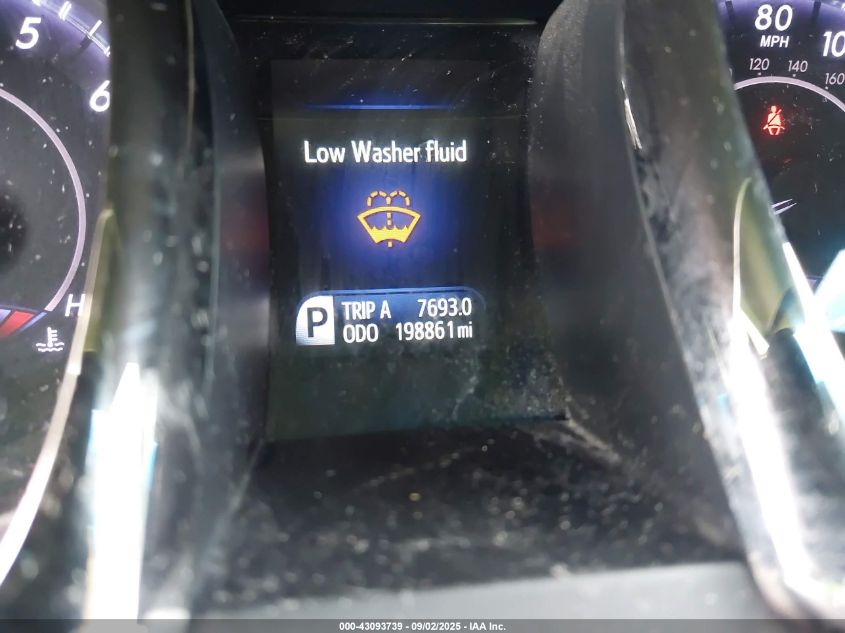 5
6
H
Low Washer fluid
P
TRIP A 7693.0
ODO 198861 mi
80
MPH
10
120 140 160
000-43093739 - 09/02/2025 - IAA Inc.